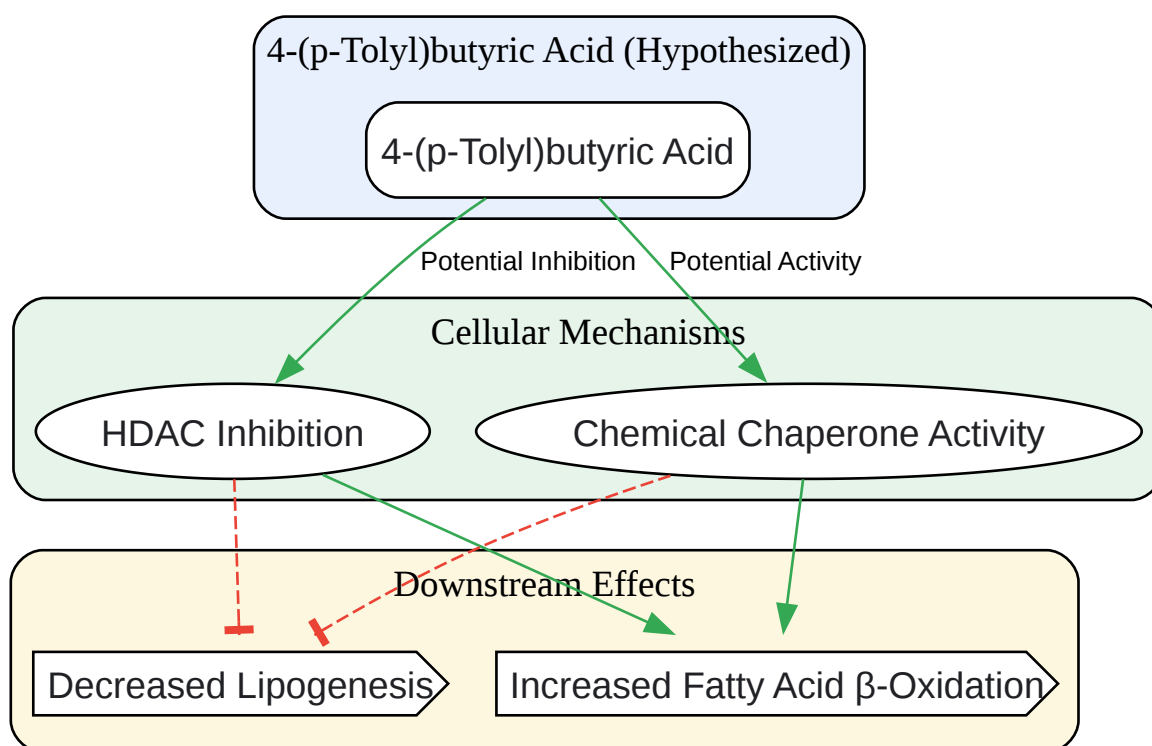 4-(p-Tolyl)butyric Acid (Hypothesized)
4-(p-Tolyl)butyric Acid
Potential Inhibition
Potential Activity
Cellular Mechanisms
HDAC Inhibition
Chemical Chaperone Activity
Downstream Effects
Decreased Lipogenesis
Increased Fatty Acid β-Oxidation